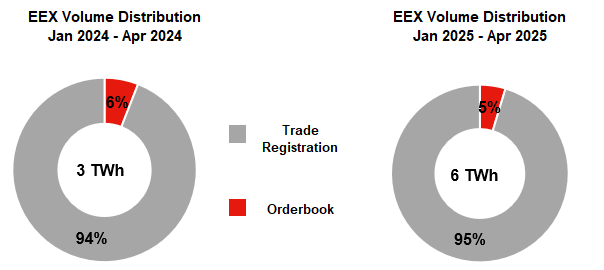 EEX Volume Distribution
Jan 2024 - Apr 2024
6%
3 TWh
94%
Trade
Registration
Orderbook
EEX Volume Distribution
Jan 2025 - Apr 2025
5%
6 TWh
95%